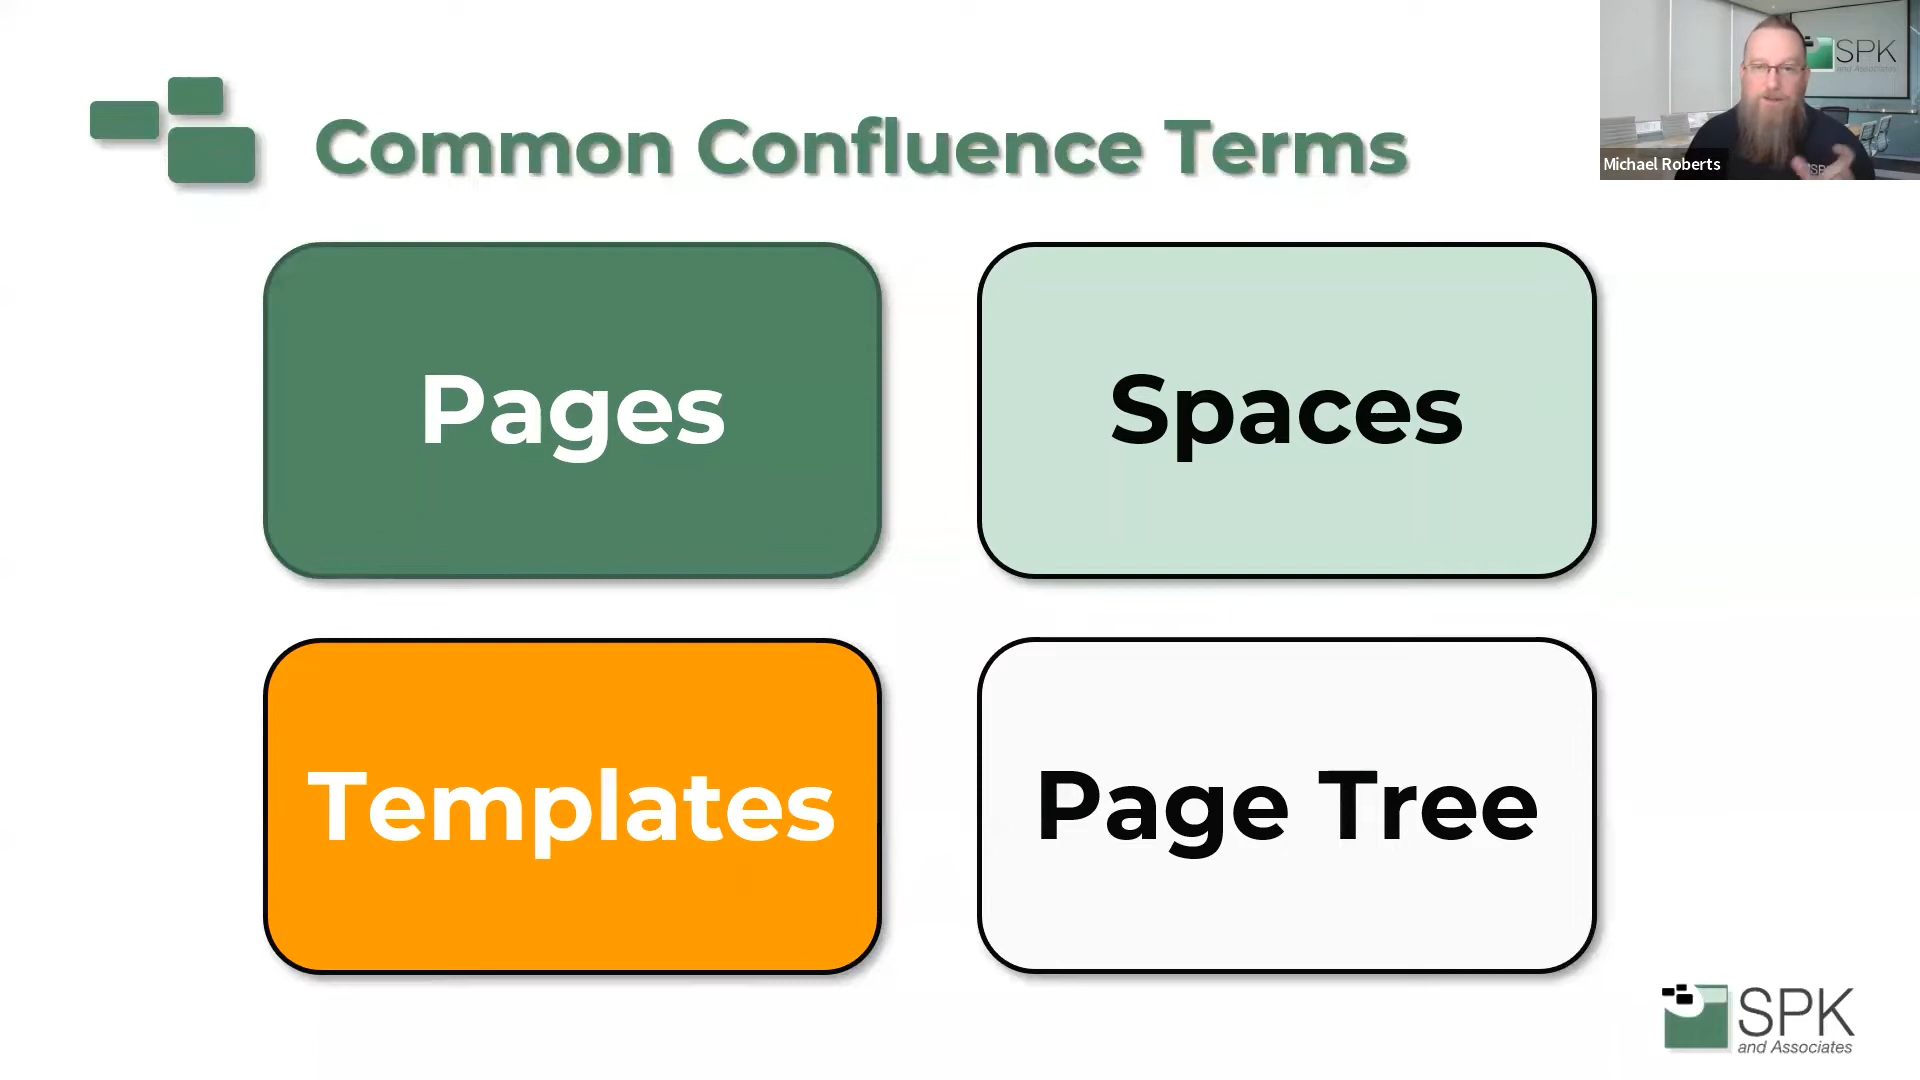 Common Confluence Terms
SPK
and Associates
Michael Roberts
Pages
Spaces
Templates
Page Tree
SPK
and Associates